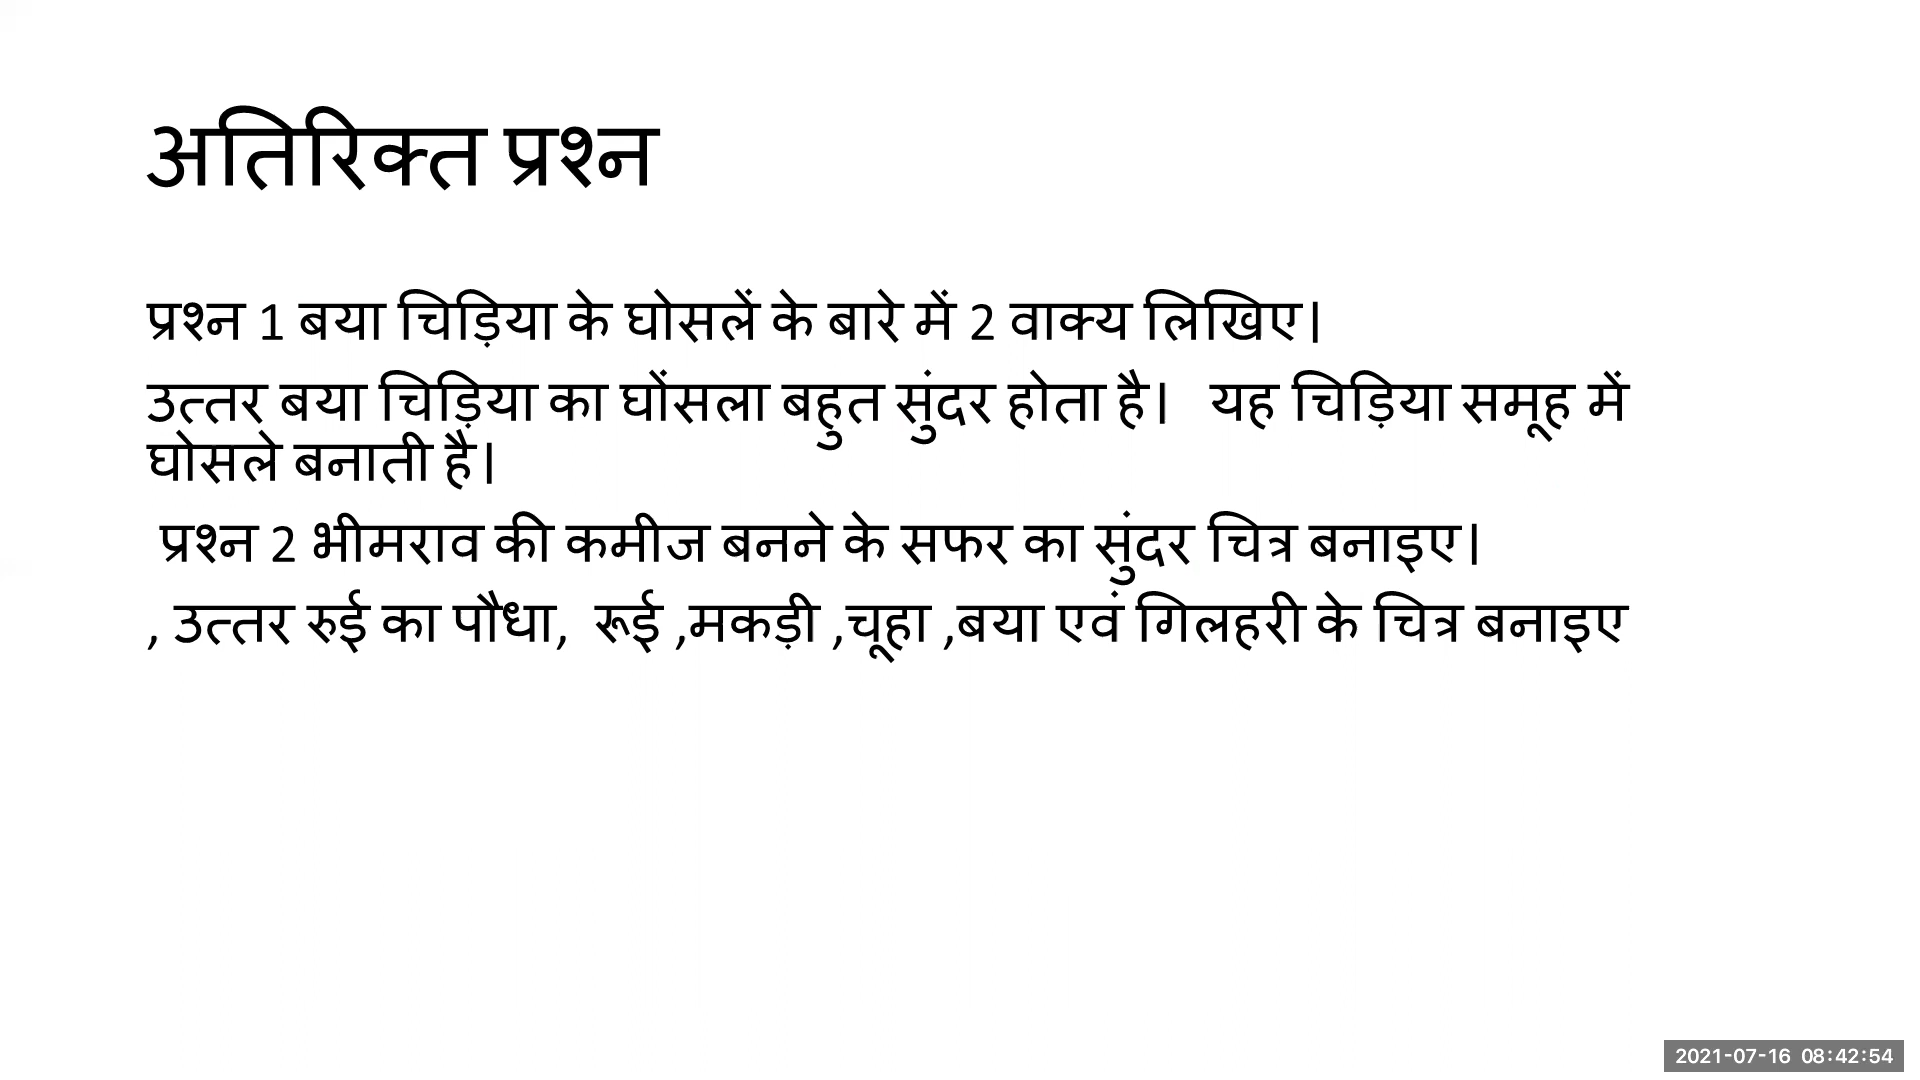 अतिरिक्त प्रश्न
प्रश्न 1 बया चिड़िया के घोसलें के बारे में 2 वाक्य लिखिए।
उत्तर बया चिड़िया का घोंसला बहुत सुंदर होता है। यह चिड़िया समूह में
घोसले बनाती है।
प्रश्न 2 भीमराव की कमीज बनने के सफर का सुंदर चित्र बनाइए।
, उत्तर रुई का पौधा, रूई ,मकड़ी ,चूहा ,बया एवं गिलहरी के चित्र बनाइए
2021-07-16 08:42:54